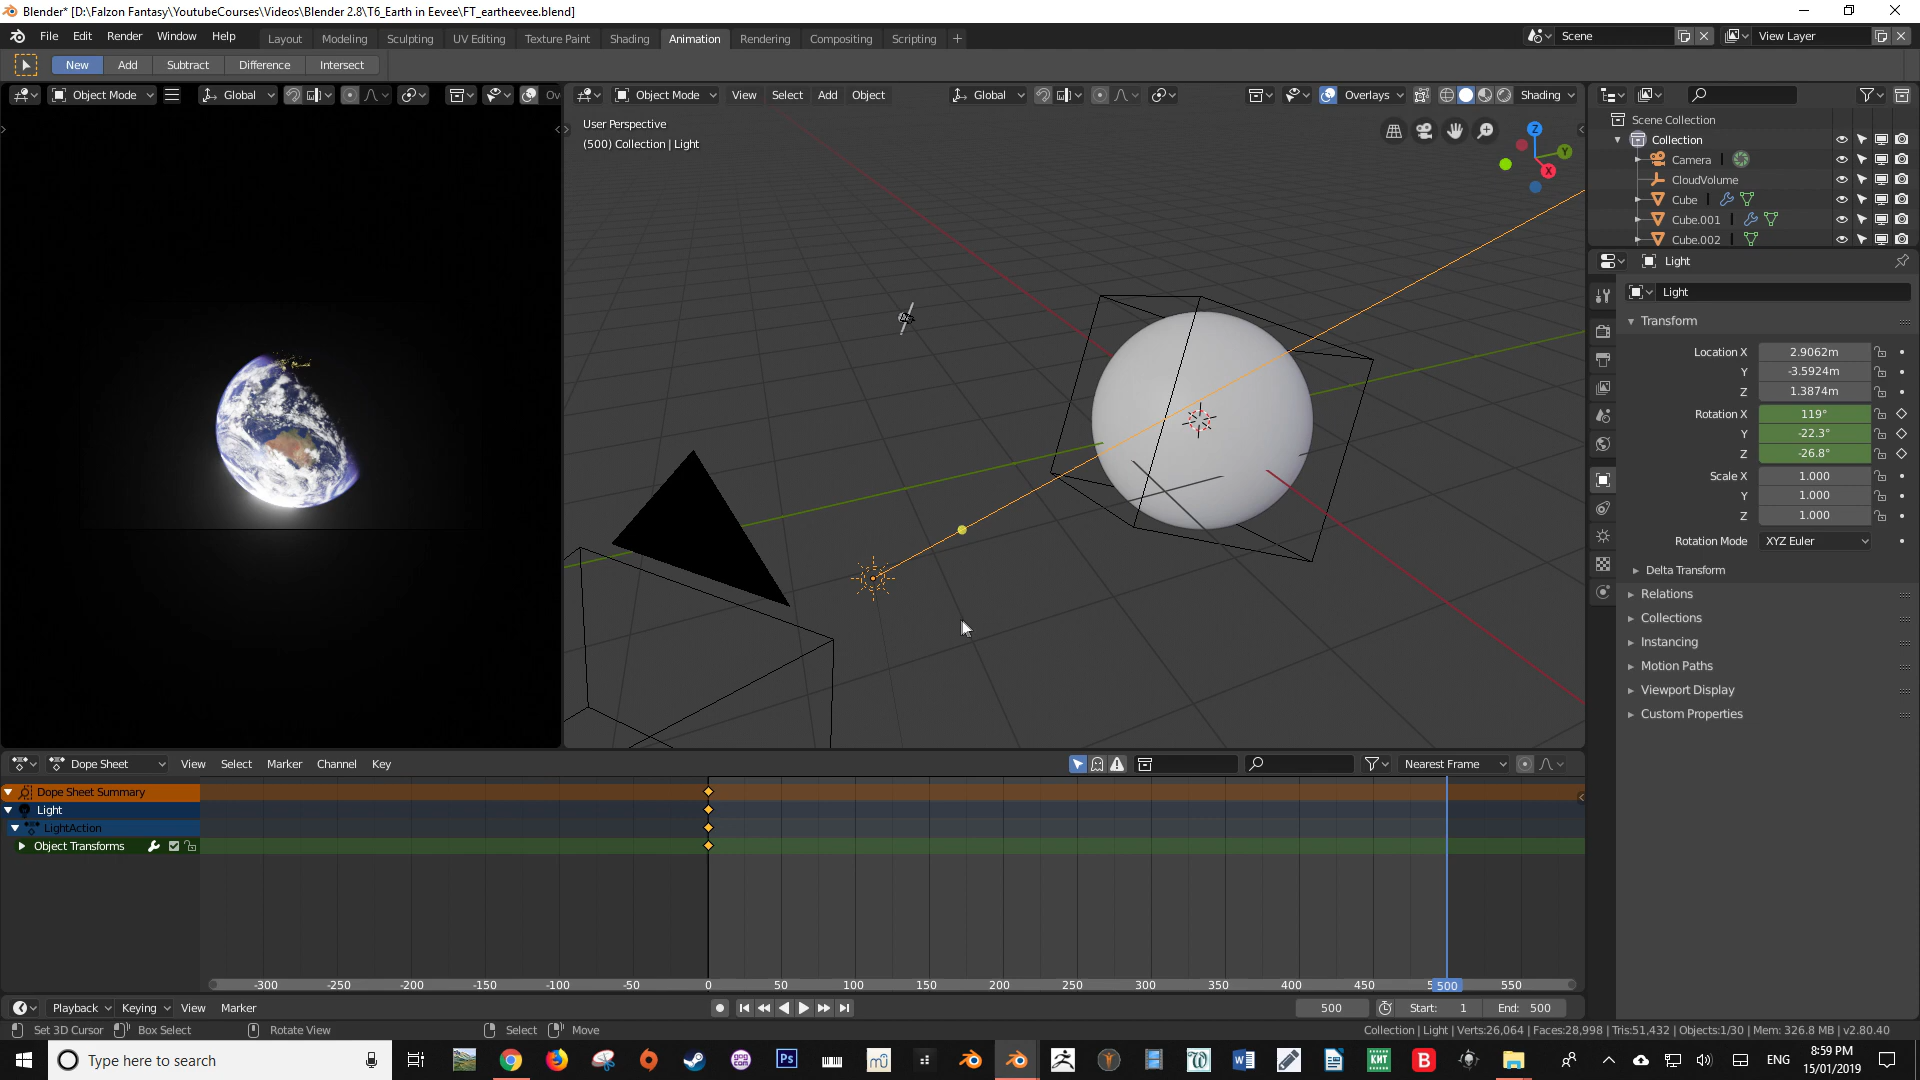 Blender* [D:\Falzon Fantasy\YoutubeCourses\Videos\Blender 2.8\T6_Earth in Eevee\FT_eartheevee.blend]
File Edit Render Window Help Layout Modeling Sculpting UV Editing Texture Paint Shading Animation Rendering Compositing Scripting + Scene View Layer
New Add Subtract Difference Intersect
Object Mode Global Ov Object Mode View Select Add Object Global Overlays Shading
User Perspective
(500) Collection | Light
Z
Y
X
Scene Collection
Collection
Camera
CloudVolume
Cube
Cube.001
Cube.002
Light
Light
Transform
Location X 2.9062m
Y -3.5924m
Z 1.3874m
Rotation X 119°
Y -22.3°
Z -26.8°
Scale X 1.000
Y 1.000
Z 1.000
Rotation Mode XYZ Euler
Delta Transform
Relations
Collections
Instancing
Motion Paths
Viewport Display
Custom Properties
Dope Sheet View Select Marker Channel Key Nearest Frame
Dope Sheet Summary
Light
LightAction
Object Transforms
-300 -250 -200 -150 -100 -50 0 50 100 150 200 250 300 350 400 450 500 550
Playback Keying View Marker 500 Start: 1 End: 500
Set 3D Cursor Box Select Rotate View Select Move Collection | Light | Verts:26,064 | Faces:28,998 | Tris:51,432 | Objects:1/30 | Mem: 326.8 MB | v2.80.40
Type here to search Ps W KMT B ENG 8:59 PM
15/01/2019